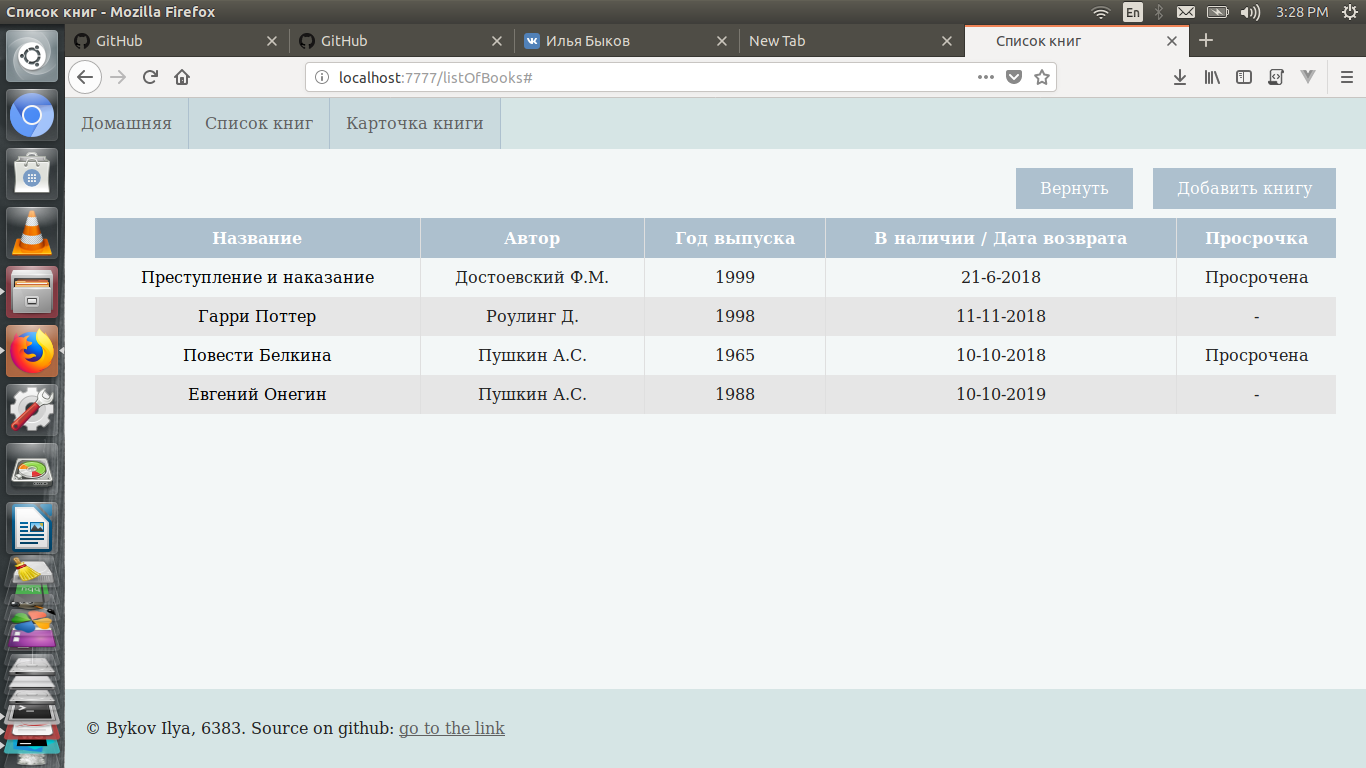 Список книг - Mozilla Firefox En 3:28 PM
GitHub GitHub Илья Быков New Tab Список книг
localhost:7777/listOfBooks#
Домашняя Список книг Карточка книги
Вернуть Добавить книгу
Название Автор Год выпуска В наличии / Дата возврата Просрочка
Преступление и наказание Достоевский Ф.М. 1999 21-6-2018 Просрочена
Гарри Поттер Роулинг Д. 1998 11-11-2018 -
Повести Белкина Пушкин А.С. 1965 10-10-2018 Просрочена
Евгений Онегин Пушкин А.С. 1988 10-10-2019 -
© Bykov Ilya, 6383. Source on github: go to the link